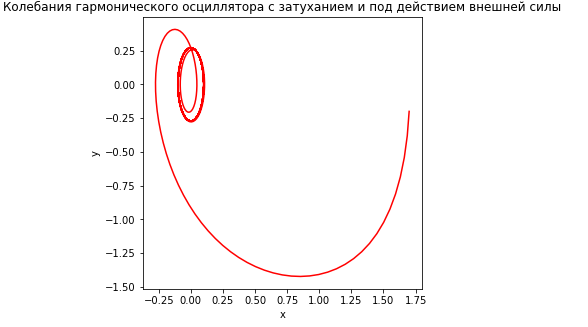 Колебания гармонического осциллятора с затуханием и под действием внешней силы
0.25
0.00
−0.25
−0.50
−0.75
−1.00
−1.25
−1.50
y
−0.25 0.00 0.25 0.50 0.75 1.00 1.25 1.50 1.75
x